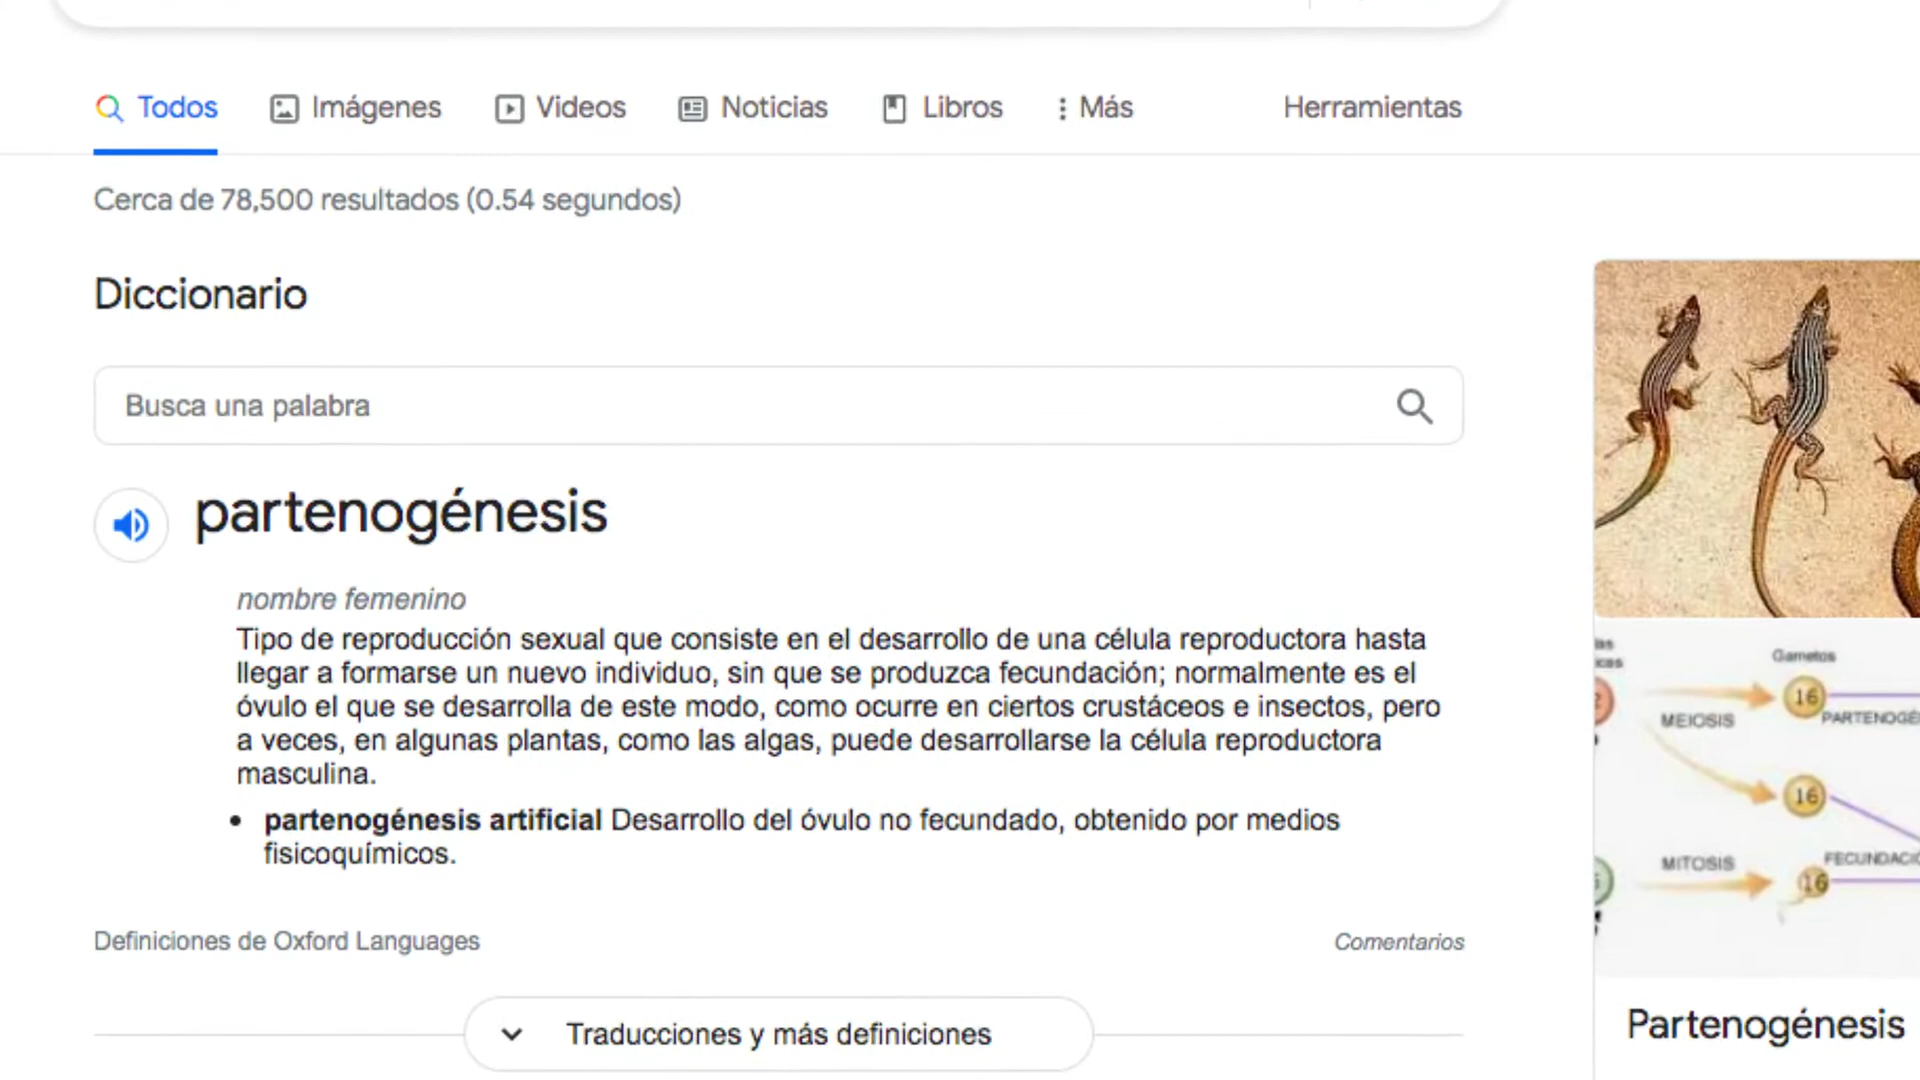 Todos Imágenes Videos Noticias Libros Más Herramientas
Cerca de 78,500 resultados (0.54 segundos)
Diccionario
Busca una palabra
partenogénesis
nombre femenino
Tipo de reproducción sexual que consiste en el desarrollo de una célula reproductora hasta
llegar a formarse un nuevo individuo, sin que se produzca fecundación; normalmente es el
óvulo el que se desarrolla de este modo, como ocurre en ciertos crustáceos e insectos, pero
a veces, en algunas plantas, como las algas, puede desarrollarse la célula reproductora
masculina.
• partenogénesis artificial Desarrollo del óvulo no fecundado, obtenido por medios
fisicoquímicos.
Definiciones de Oxford Languages Comentarios
Traducciones y más definiciones
Gametos
16
MEIOSIS PARTENOGÉ
16
MITOSIS FECUNDACIÓ
16
Partenogénesis